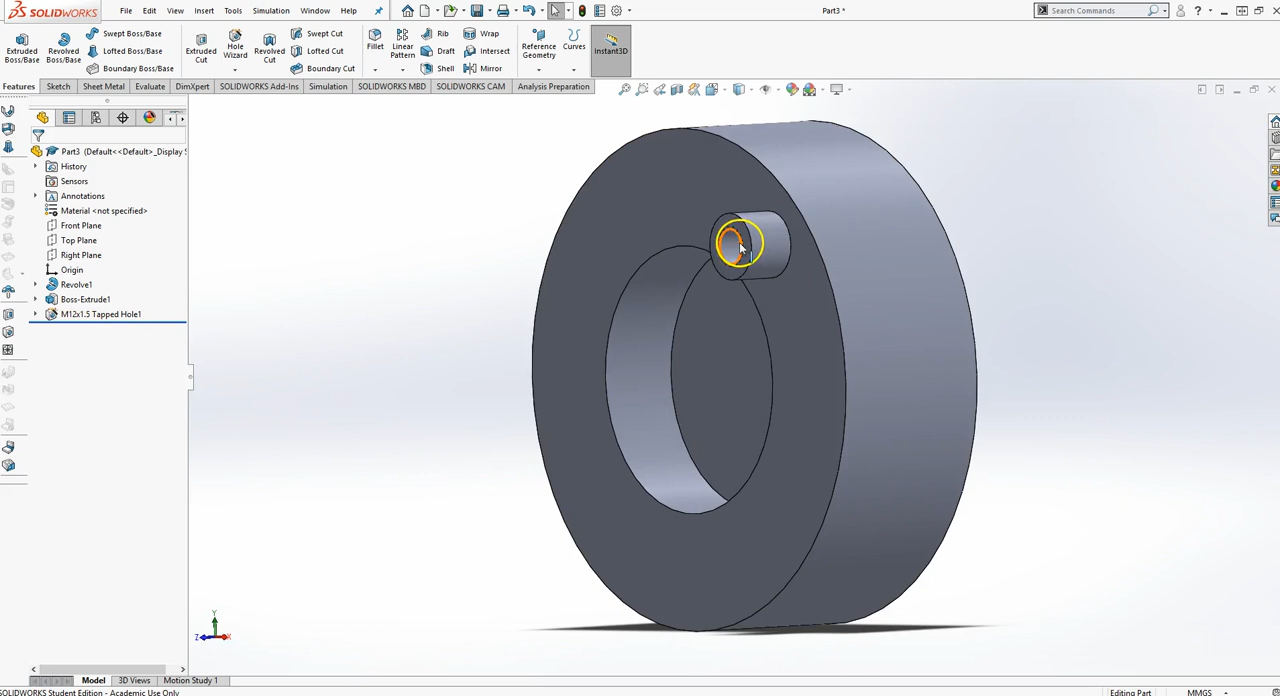 SOLIDWORKS File Edit View Insert Tools Simulation Window Help Part3 * Search Commands ?
Extruded Boss/Base
Revolved Boss/Base
Swept Boss/Base
Lofted Boss/Base
Boundary Boss/Base
Extruded Cut
Hole Wizard
Revolved Cut
Swept Cut
Lofted Cut
Boundary Cut
Fillet
Linear Pattern
Rib
Draft
Shell
Wrap
Intersect
Mirror
Reference Geometry
Curves
Instant3D
Features Sketch Sheet Metal Evaluate DimXpert SOLIDWORKS Add-Ins Simulation SOLIDWORKS MBD SOLIDWORKS CAM Analysis Preparation
Part3 (Default<<Default>_Display S
History
Sensors
Annotations
Material <not specified>
Front Plane
Top Plane
Right Plane
Origin
Revolve1
Boss-Extrude1
M12x1.5 Tapped Hole1
Y
Z X
Model 3D Views Motion Study 1
SOLIDWORKS Student Edition - Academic Use Only Editing Part MMGS